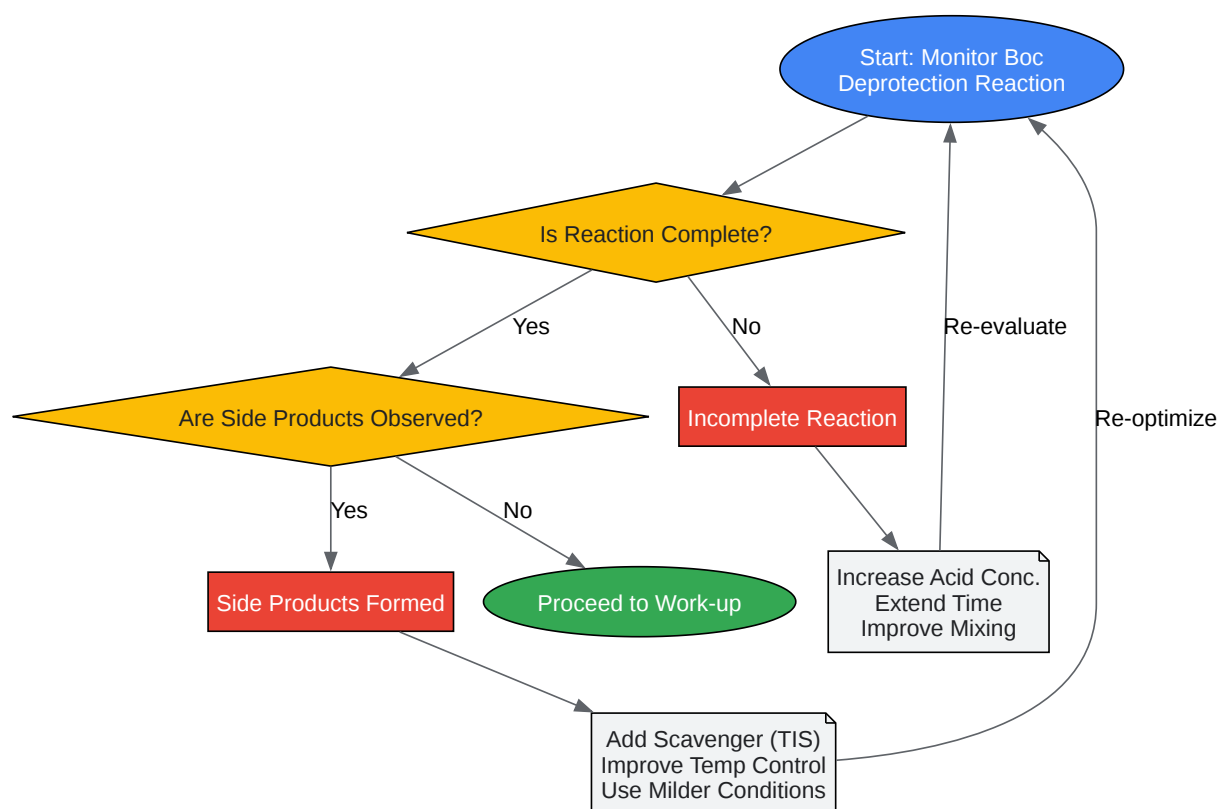 Start: Monitor Boc
Deprotection Reaction
Is Reaction Complete?
Yes
No
Re-evaluate
Are Side Products Observed?
Incomplete Reaction
Re-optimize
Yes
No
Side Products Formed
Proceed to Work-up
Increase Acid Conc.
Extend Time
Improve Mixing
Add Scavenger (TIS)
Improve Temp Control
Use Milder Conditions